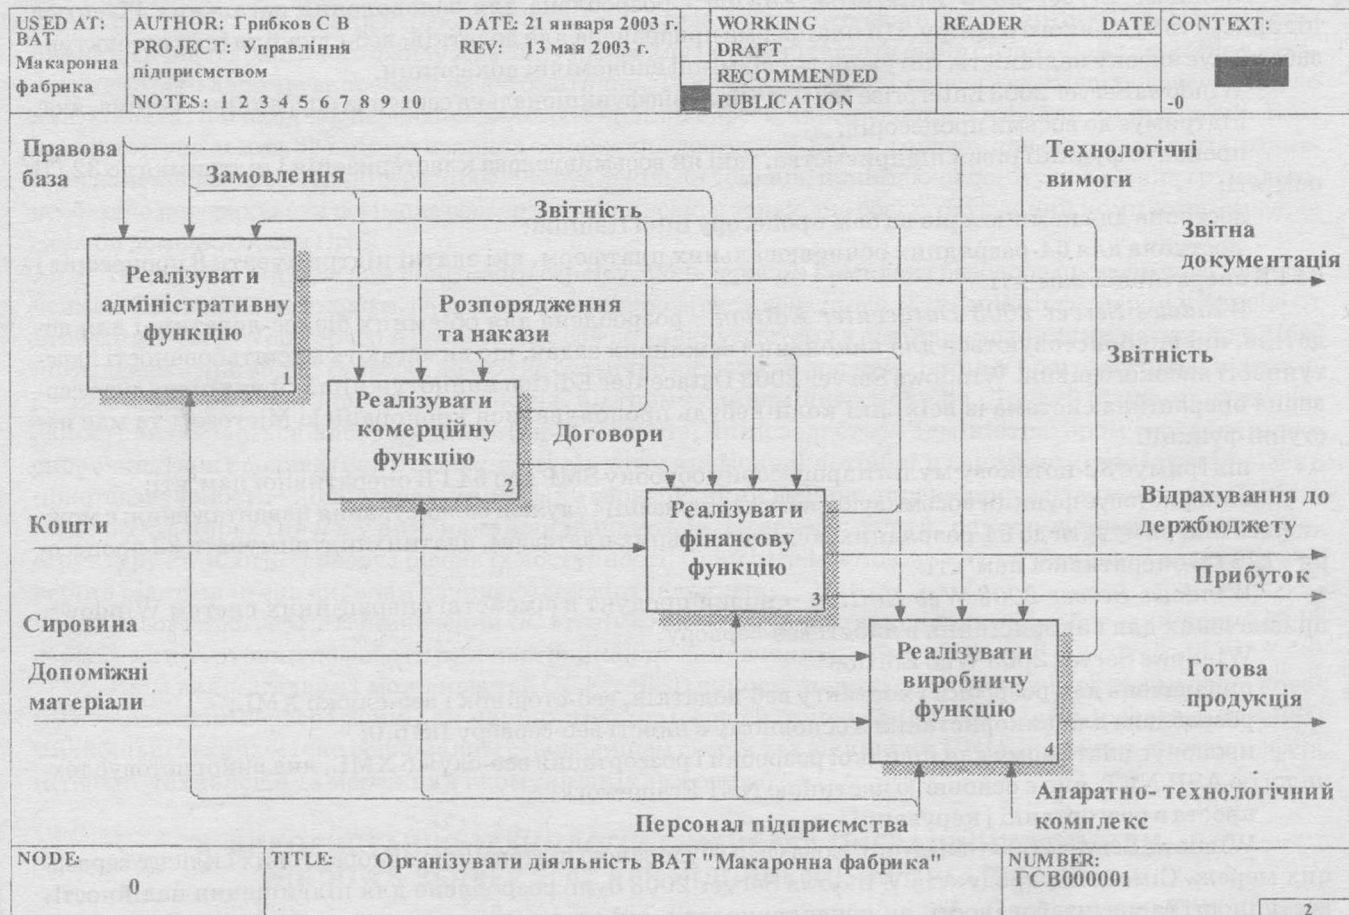 USED AT:
ВАТ
Макаронна
фабрика
AUTHOR: Грибков С В
PROJECT: Управління
підприємством
NOTES: 1 2 3 4 5 6 7 8 9 10
DATE: 21 января 2003 г.
REV: 13 мая 2003 г.
WORKING
DRAFT
RECOMMENDED
PUBLICATION
READER
DATE
CONTEXT:
-0
Правова
база
Замовлення
Звітність
Технологічні
вимоги
Звітна
документація
Реалізувати
адміністративну
функцію
1
Розпорядження
та накази
Звітність
Реалізувати
комерційну
функцію
2
Договори
Кошти
Реалізувати
фінансову
функцію
3
Відрахування до
держбюджету
Прибуток
Сировина
Допоміжні
матеріали
Реалізувати
виробничу
функцію
4
Готова
продукція
Персонал підприємства
Апаратно- технологічний
комплекс
NODE:
0
TITLE: Організувати діяльність ВАТ "Макаронна фабрика"
NUMBER:
ГСВ000001
2